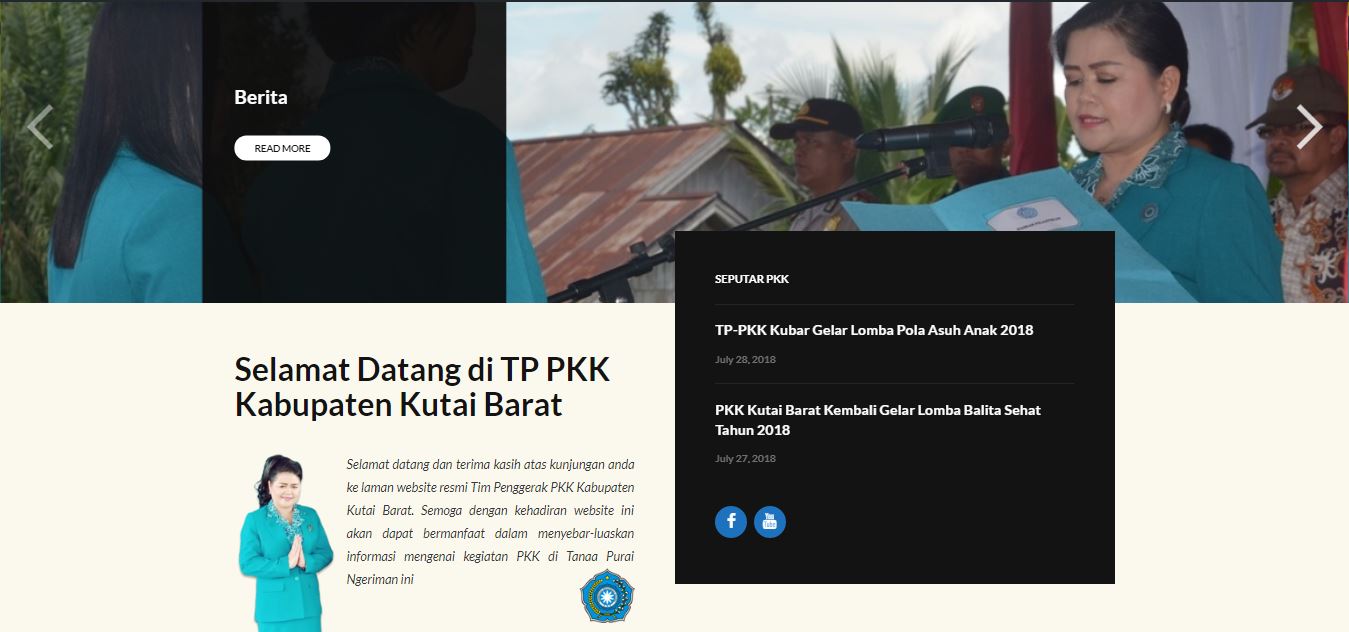 Berita
READ MORE
SEPUTAR PKK
TP-PKK Kubar Gelar Lomba Pola Asuh Anak 2018
July 28, 2018
PKK Kutai Barat Kembali Gelar Lomba Balita Sehat
Tahun 2018
July 27, 2018
You
Tube
Selamat Datang di TP PKK
Kabupaten Kutai Barat
Selamat datang dan terima kasih atas kunjungan anda
ke laman website resmi Tim Penggerak PKK Kabupaten
Kutai Barat. Semoga dengan kehadiran website ini
akan dapat bermanfaat dalam menyebar-luaskan
informasi mengenai kegiatan PKK di Tanaa Purai
Ngeriman ini